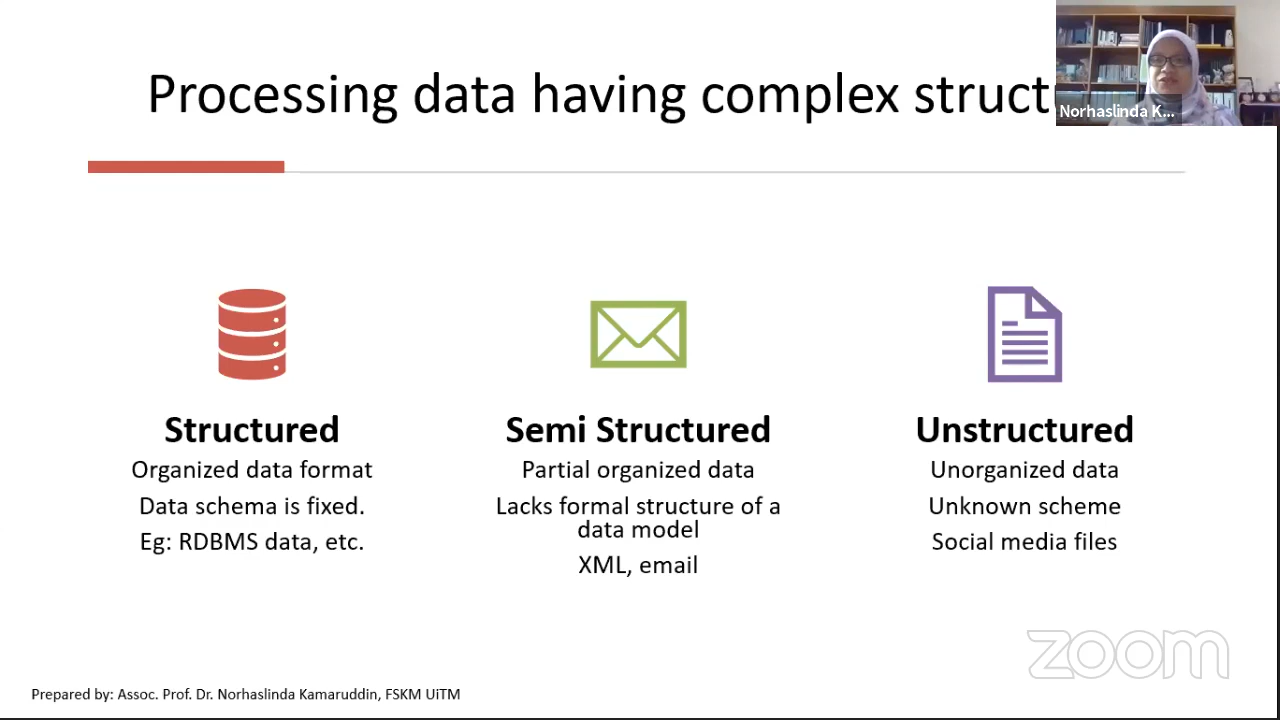 Processing data having complex struct
Norhaslinda K...
Structured
Organized data format
Data schema is fixed.
Eg: RDBMS data, etc.
Semi Structured
Partial organized data
Lacks formal structure of a
data model
XML, email
Unstructured
Unorganized data
Unknown scheme
Social media files
zoom
Prepared by: Assoc. Prof. Dr. Norhaslinda Kamaruddin, FSKM UiTM